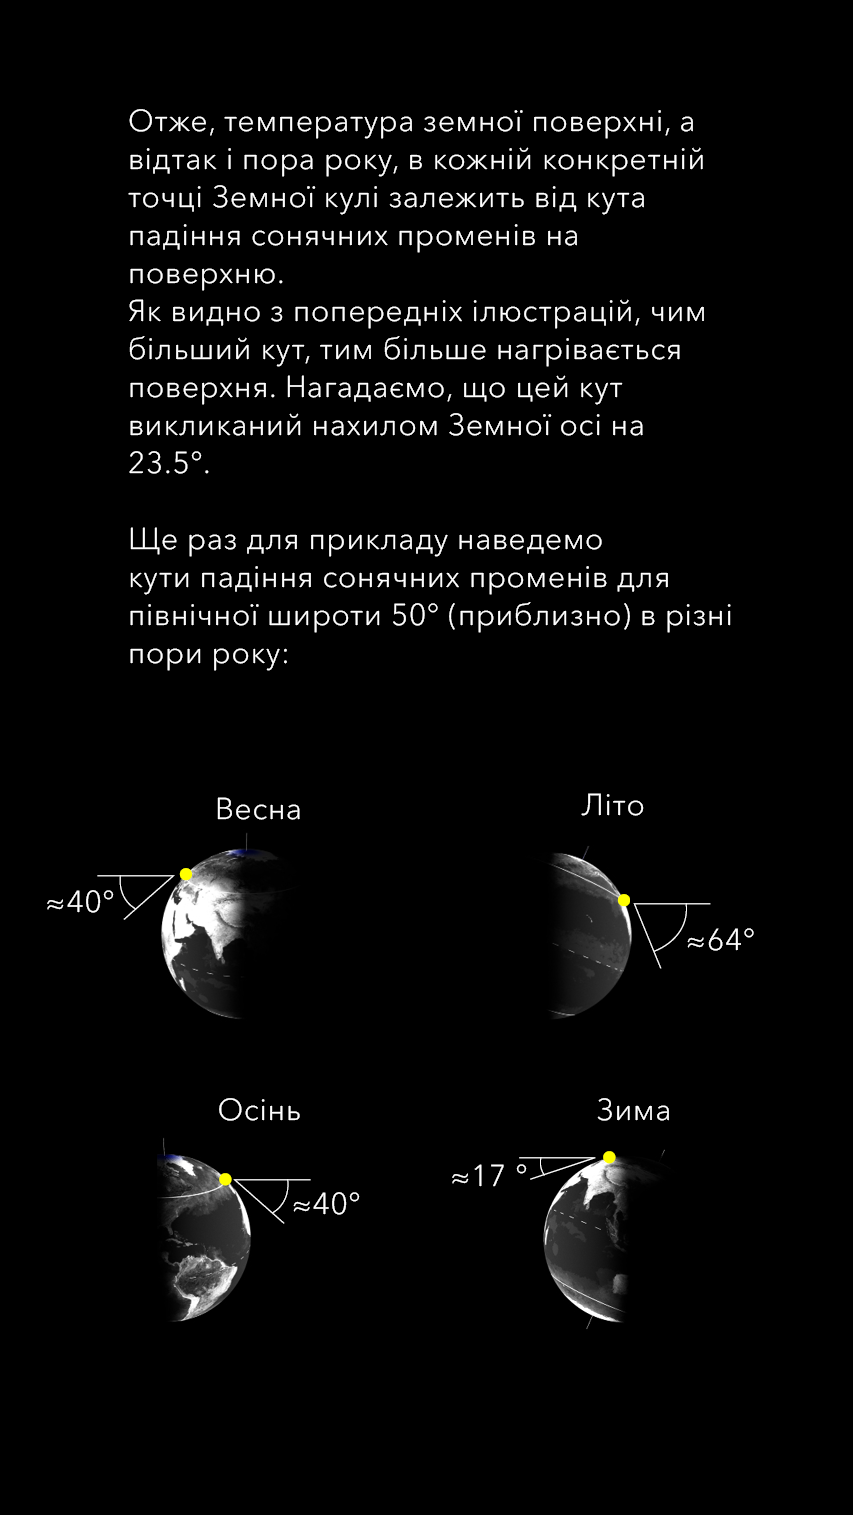 Отже, температура земної поверхні, а
відтак і пора року, в кожній конкретній
точці Земної кулі залежить від кута
падіння сонячних променів на
поверхню.
Як видно з попередніх ілюстрацій, чим
більший кут, тим більше нагрівається
поверхня. Нагадаємо, що цей кут
викликаний нахилом Земної осі на
23.5°.
Ще раз для прикладу наведемо
кути падіння сонячних променів для
північної широти 50° (приблизно) в різні
пори року:
Весна
≈40°
Літо
≈64°
Осінь
≈40°
Зима
≈17 °